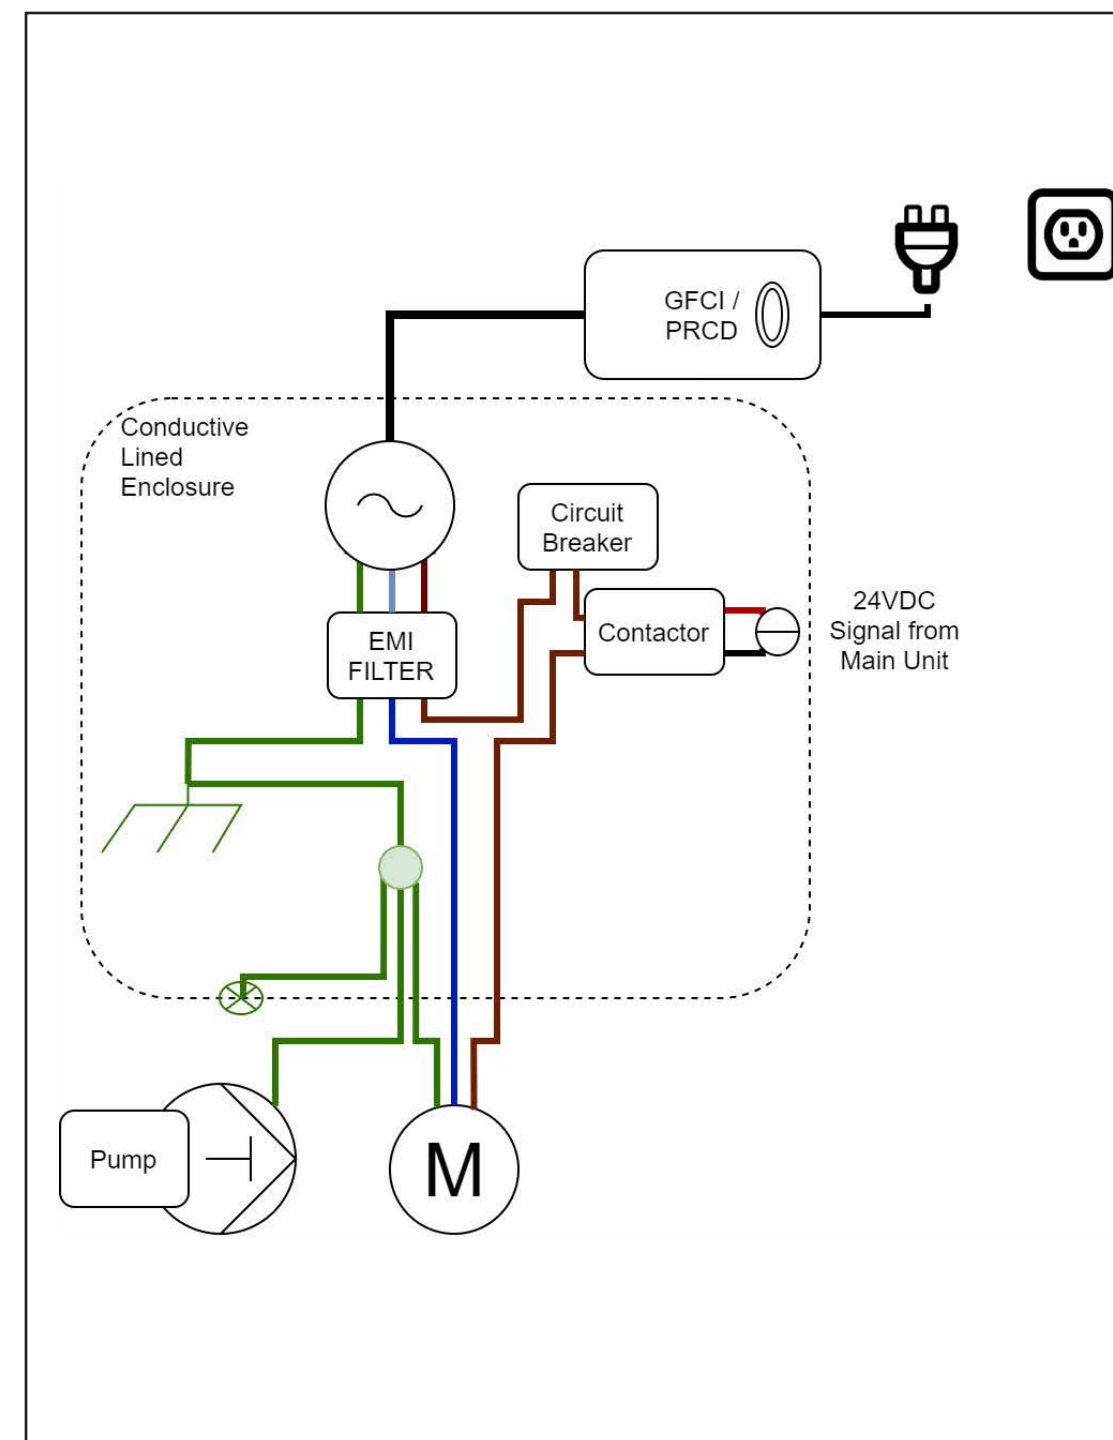 GFCI /
PRCD
Conductive
Lined
Enclosure
Circuit
Breaker
24VDC
Signal from
Main Unit
Contactor
EMI
FILTER
Pump
M